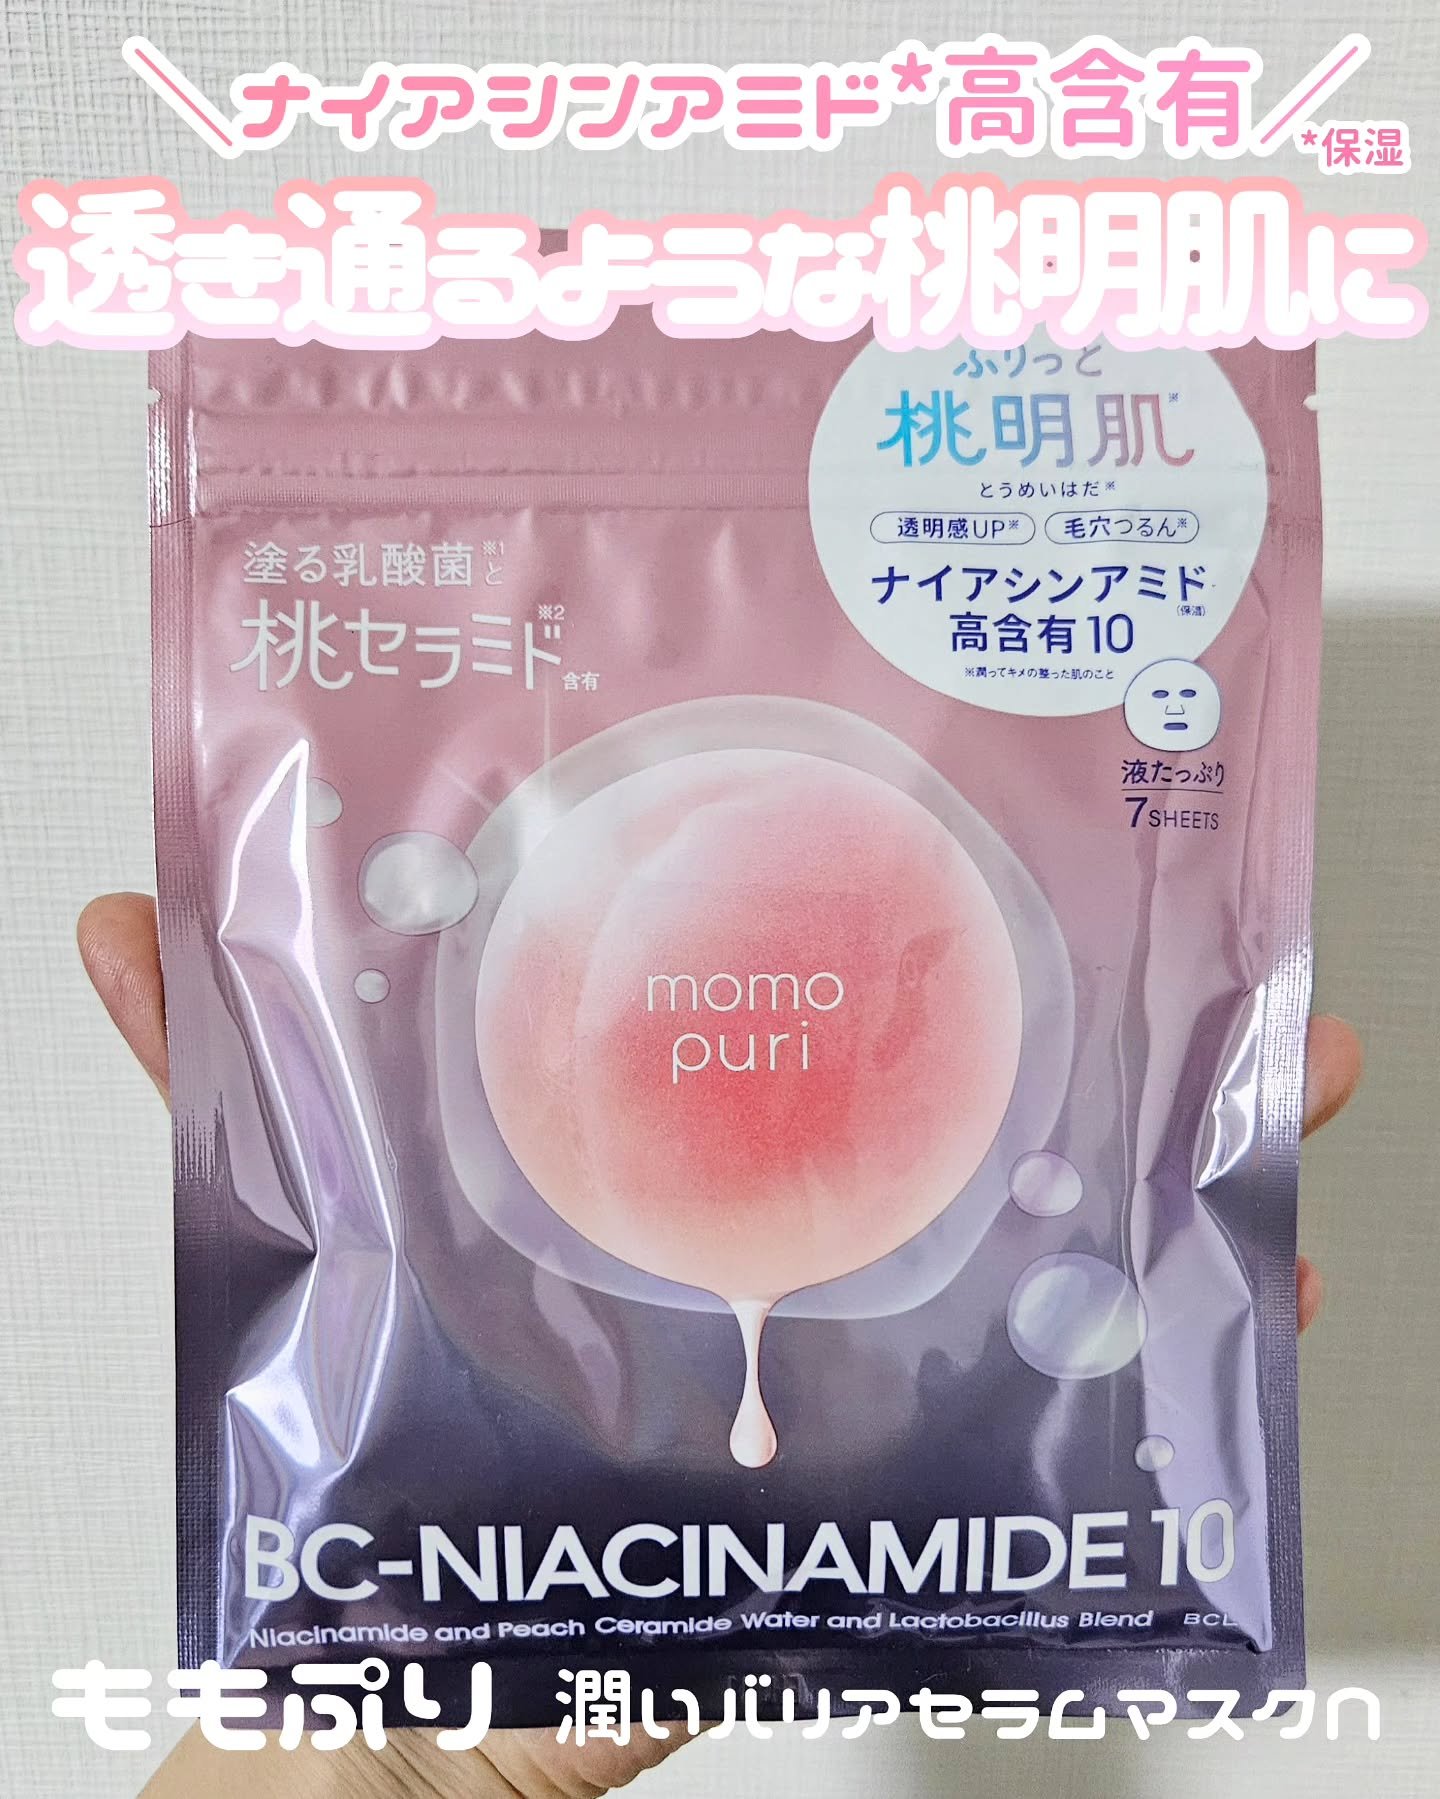 ＼ナイアシンアミド*高含有／
*保湿
透き通るような桃明肌に
ぷりっと
桃明肌※
とうめいはだ※
透明感UP※ 毛穴つるん※
ナイアシンアミド
(保湿)
高含有10
※潤ってキメの整った肌のこと
液たっぷり
7SHEETS
塗る乳酸菌※1と
桃セラミド※2
含有
momo
puri
BC-NIACINAMIDE 10
Niacinamide and Peach Ceramide Water and Lactobacillus Blend BCL
ももぷり 潤いバリアセラムマスクN